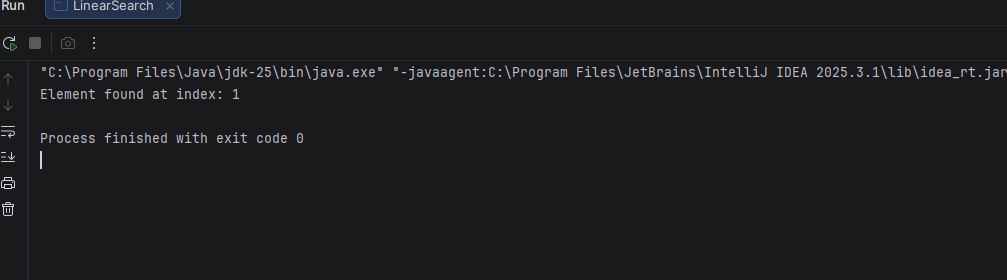 Run
LinearSearch
"C:\Program Files\Java\jdk-25\bin\java.exe" "-javaagent:C:\Program Files\JetBrains\IntelliJ IDEA 2025.3.1\lib\idea_rt.jar
Element found at index: 1
Process finished with exit code 0